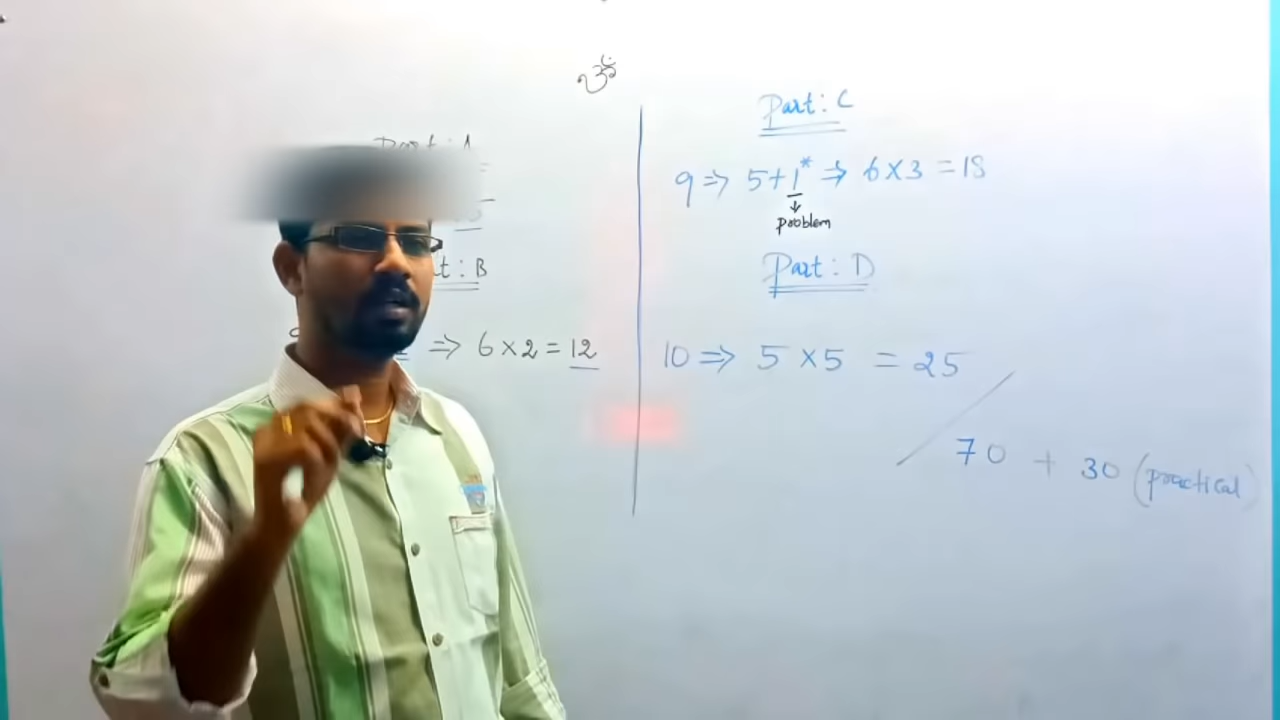 Part: A
t: B
=> 6 x 2 = 12
Part: C
9 => 5 + 1* => 6 x 3 = 18
problem
Part: D
10 => 5 x 5 = 25
70 + 30 (practical)